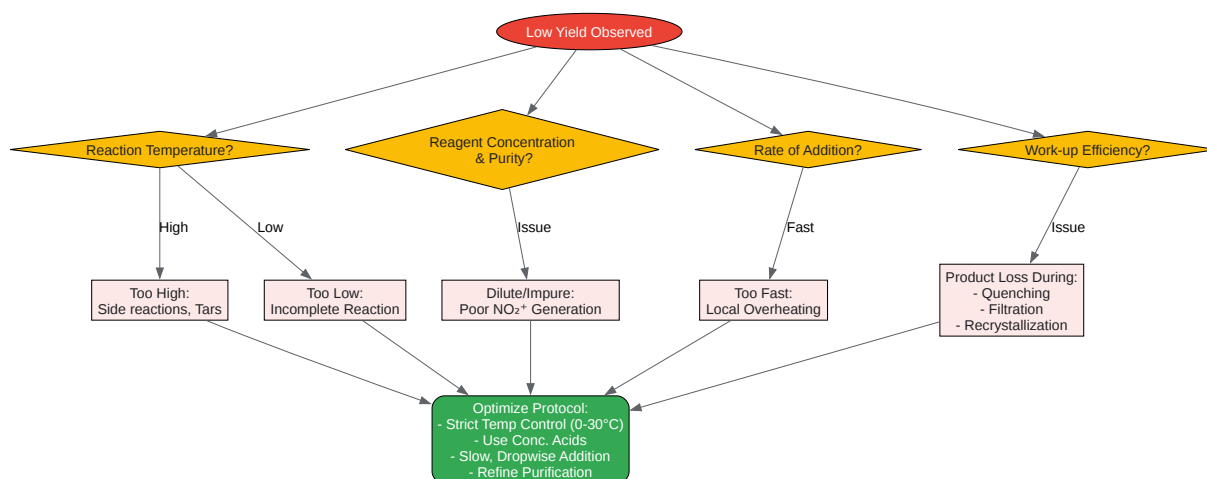 Low Yield Observed
Reaction Temperature?
Reagent Concentration
& Purity?
Rate of Addition?
Work-up Efficiency?
High
Low
Issue
Fast
Issue
Too High:
Side reactions, Tars
Too Low:
Incomplete Reaction
Dilute/Impure:
Poor NO₂⁺ Generation
Too Fast:
Local Overheating
Product Loss During:
- Quenching
- Filtration
- Recrystallization
Optimize Protocol:
- Strict Temp Control (0-30°C)
- Use Conc. Acids
- Slow, Dropwise Addition
- Refine Purification